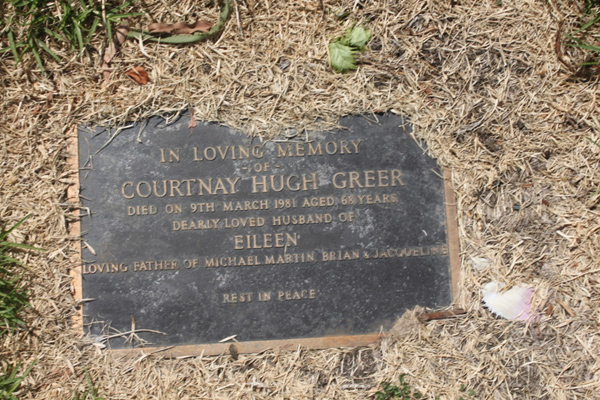 IN LOVING MEMORY
OF
COURTNAY HUGH GREER
DIED ON 9TH MARCH 1981 AGED 68 YEARS
DEARLY LOVED HUSBAND OF
EILEEN
LOVING FATHER OF MICHAEL MARTIN BRIAN & JACQUELINE
REST IN PEACE